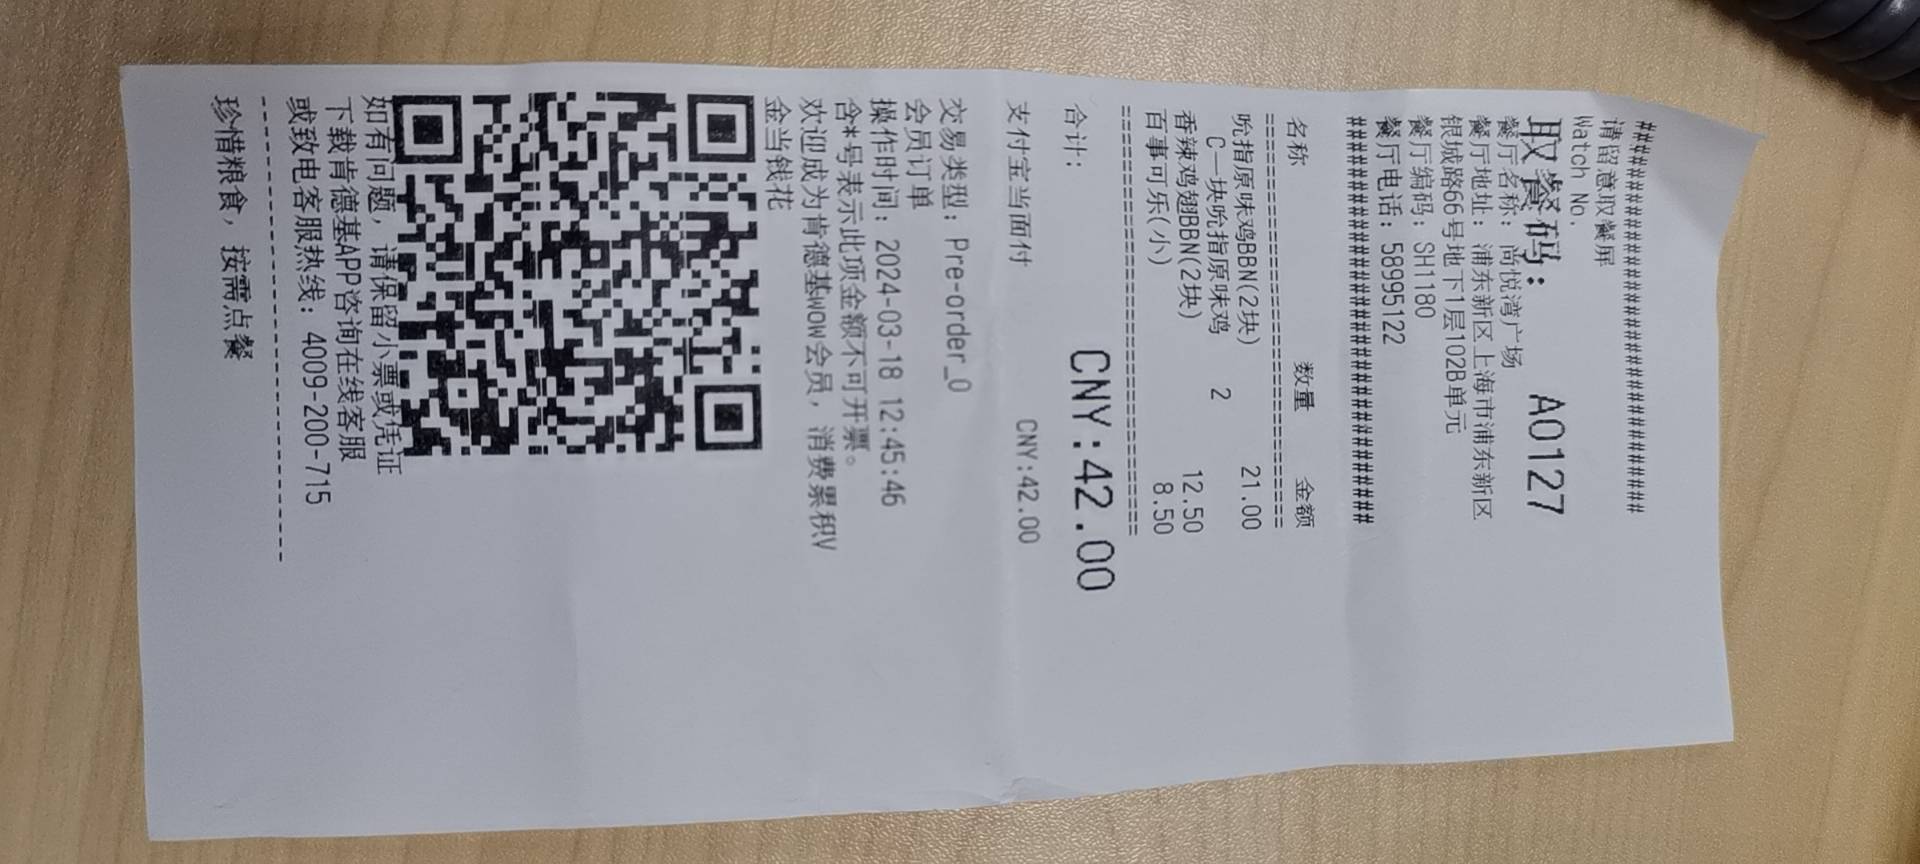 ########################################
请留意取餐屏
Watch No.
取餐码： A0127
餐厅名称：尚悦湾广场
餐厅地址：浦东新区上海市浦东新区
银城路66号地下1层102B单元
餐厅编码：SH1180
餐厅电话：58995122
########################################
名称 数量 金额
========================================
吮指原味鸡BBN(2块) 21.00
C一块吮指原味鸡 2
香辣鸡翅BBN(2块) 12.50
百事可乐(小) 8.50
========================================
合计： CNY:42.00
支付宝当面付 CNY:42.00
交易类型：Pre-order_0
会员订单
操作时间：2024-03-18 12:45:46
含*号表示此项金额不可开票。
欢迎成为肯德基WOW会员，消费累积V
金当钱花
如有问题，请保留小票或凭证
下载肯德基APP咨询在线客服
或致电客服热线：4009-200-715
----------------------------------------
珍惜粮食，按需点餐